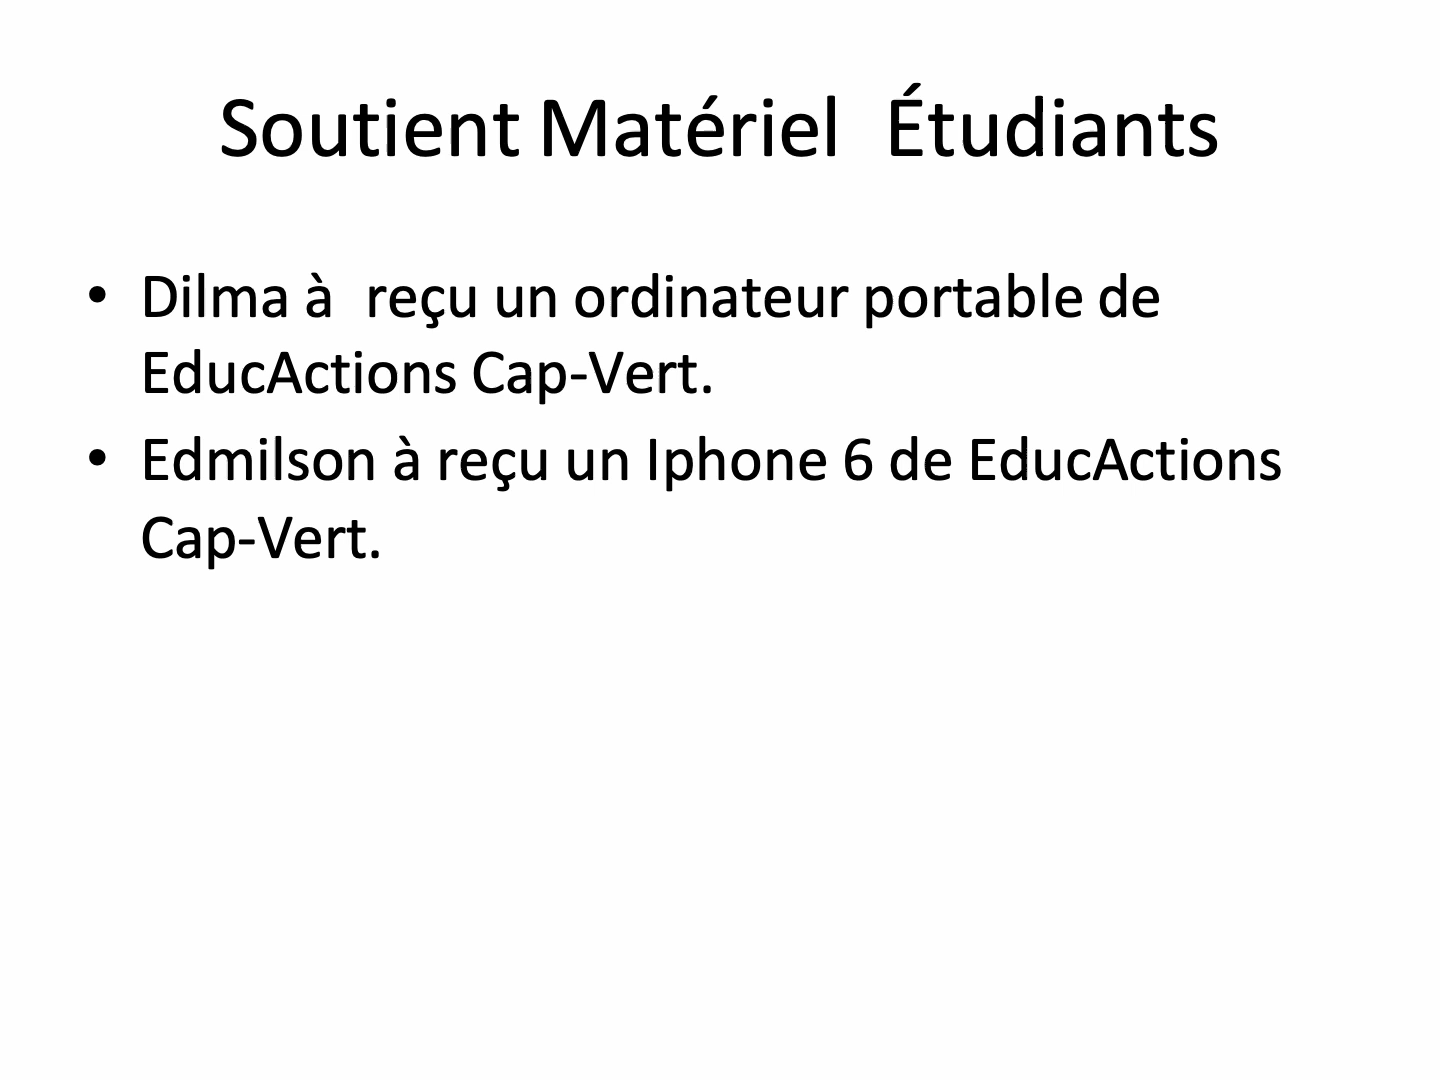 Soutient Matériel  Étudiants
• Dilma à  reçu un ordinateur portable de
EducActions Cap-Vert.
• Edmilson à reçu un Iphone 6 de EducActions
Cap-Vert.